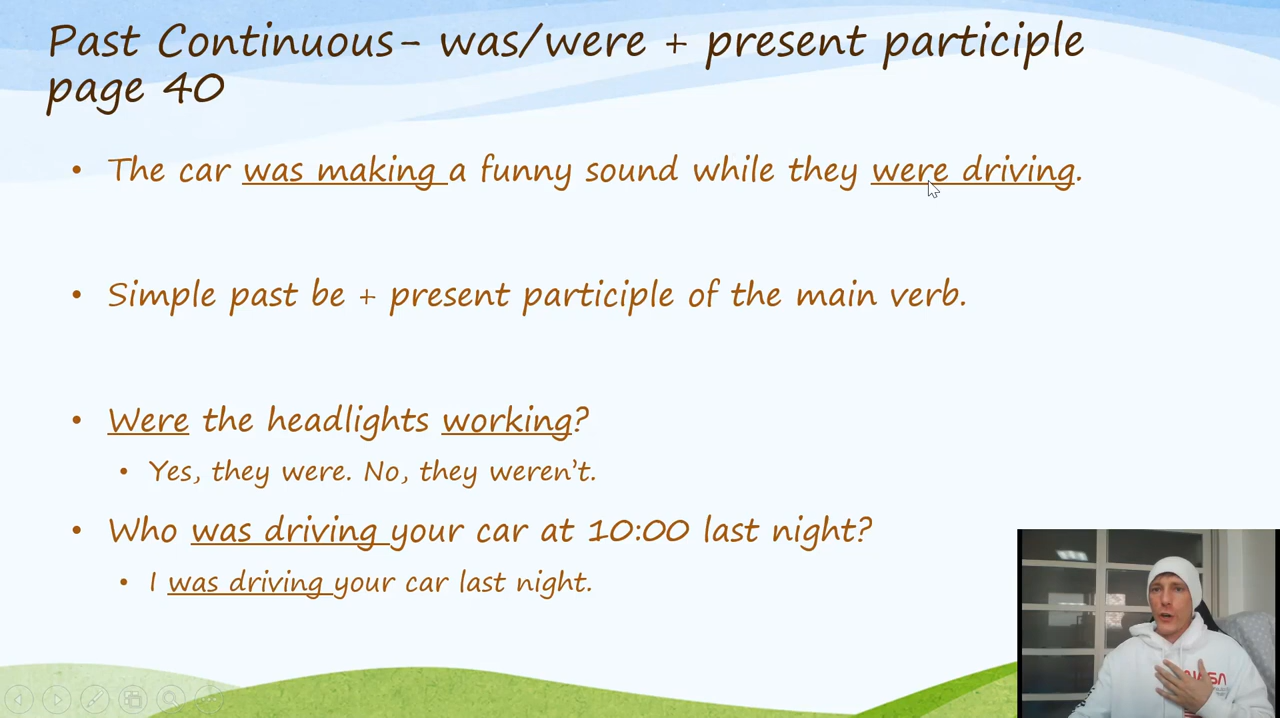 Past Continuous- was/were + present participle
page 40
• The car was making a funny sound while they were driving.
• Simple past be + present participle of the main verb.
• Were the headlights working?
• Yes, they were. No, they weren't.
• Who was driving your car at 10:00 last night?
• I was driving your car last night.
NASA